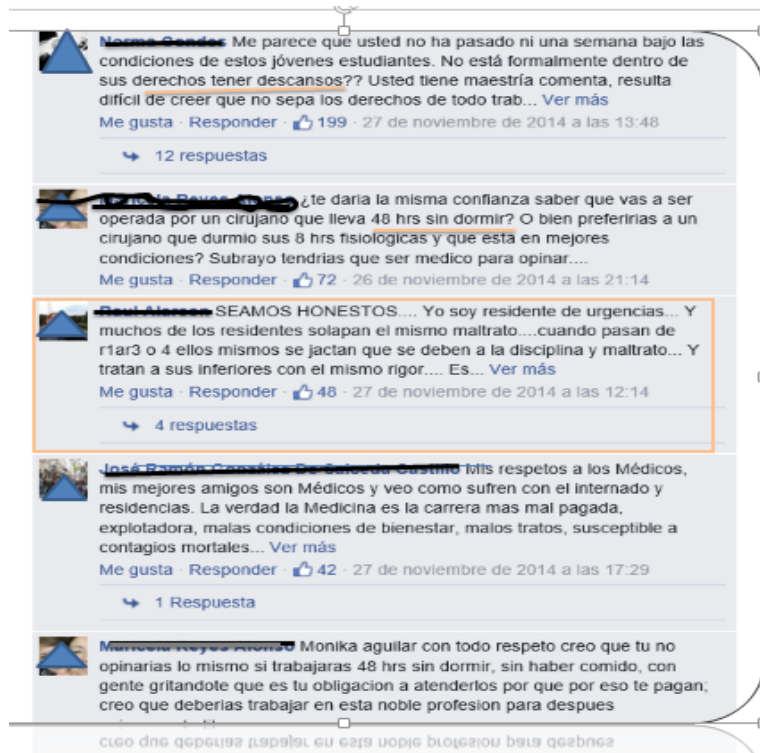 Me parece que usted no ha pasado ni una semana bajo las
condiciones de estos jóvenes estudiantes. No está formalmente dentro de
sus derechos tener descansos?? Usted tiene maestría comenta, resulta
difícil de creer que no sepa los derechos de todo trab... Ver más
Me gusta · Responder · 199 · 27 de noviembre de 2014 a las 13:48
12 respuestas
¿te daria la misma confianza saber que vas a ser
operada por un cirujano que lleva 48 hrs sin dormir? O bien preferirias a un
cirujano que durmio sus 8 hrs fisiologicas y que esta en mejores
condiciones? Subrayo tendrias que ser medico para opinar....
Me gusta · Responder · 72 · 26 de noviembre de 2014 a las 21:14
SEAMOS HONESTOS.... Yo soy residente de urgencias... Y
muchos de los residentes solapan el mismo maltrato....cuando pasan de
r1ar3 o 4 ellos mismos se jactan que se deben a la disciplina y maltrato... Y
tratan a sus inferiores con el mismo rigor.... Es... Ver más
Me gusta · Responder · 48 · 27 de noviembre de 2014 a las 12:14
4 respuestas
Mis respetos a los Médicos,
mis mejores amigos son Médicos y veo como sufren con el internado y
residencias. La verdad la Medicina es la carrera mas mal pagada,
explotadora, malas condiciones de bienestar, malos tratos, susceptible a
contagios mortales... Ver más
Me gusta · Responder · 42 · 27 de noviembre de 2014 a las 17:29
1 Respuesta
Monika aguilar con todo respeto creo que tu no
opinarias lo mismo si trabajaras 48 hrs sin dormir, sin haber comido, con
gente gritandote que es tu obligacion a atenderlos por que por eso te pagan;
creo que deberias trabajar en esta noble profesion para despues